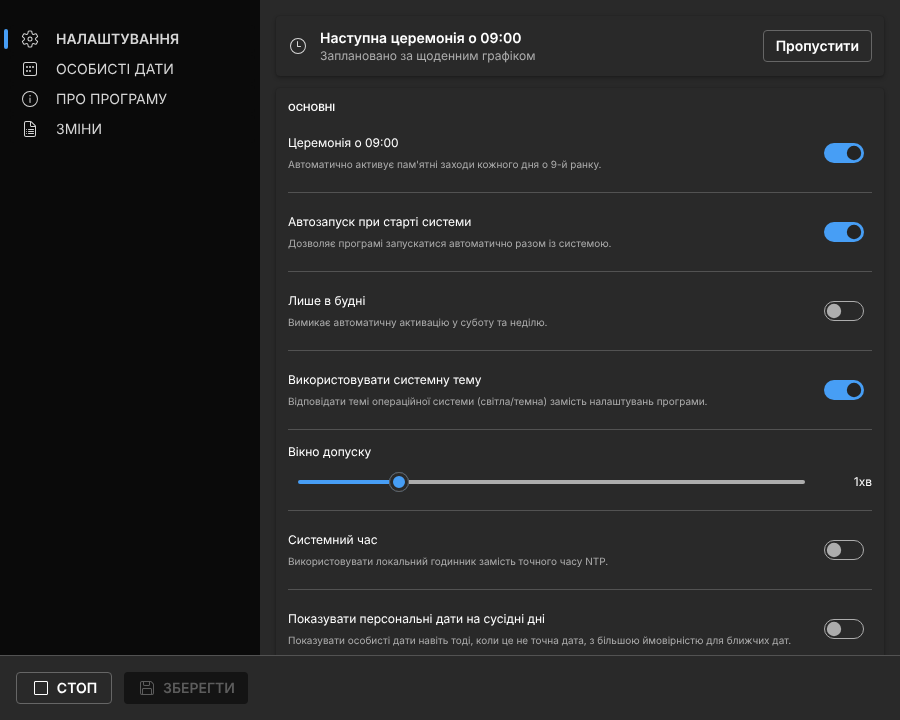 НАЛАШТУВАННЯ
ОСОБИСТІ ДАТИ
ПРО ПРОГРАМУ
ЗМІНИ
Наступна церемонія о 09:00
Заплановано за щоденним графіком
Пропустити
ОСНОВНІ
Церемонія о 09:00
Автоматично активує пам'ятні заходи кожного дня о 9-й ранку.
Автозапуск при старті системи
Дозволяє програмі запускатися автоматично разом із системою.
Лише в будні
Вимикає автоматичну активацію у суботу та неділю.
Використовувати системну тему
Відповідати темі операційної системи (світла/темна) замість налаштувань програми.
Вікно допуску
1хв
Системний час
Використовувати локальний годинник замість точного часу NTP.
Показувати персональні дати на сусідні дні
Показувати особисті дати навіть тоді, коли це не точна дата, з більшою ймовірністю для ближчих дат.
СТОП
ЗБЕРЕГТИ